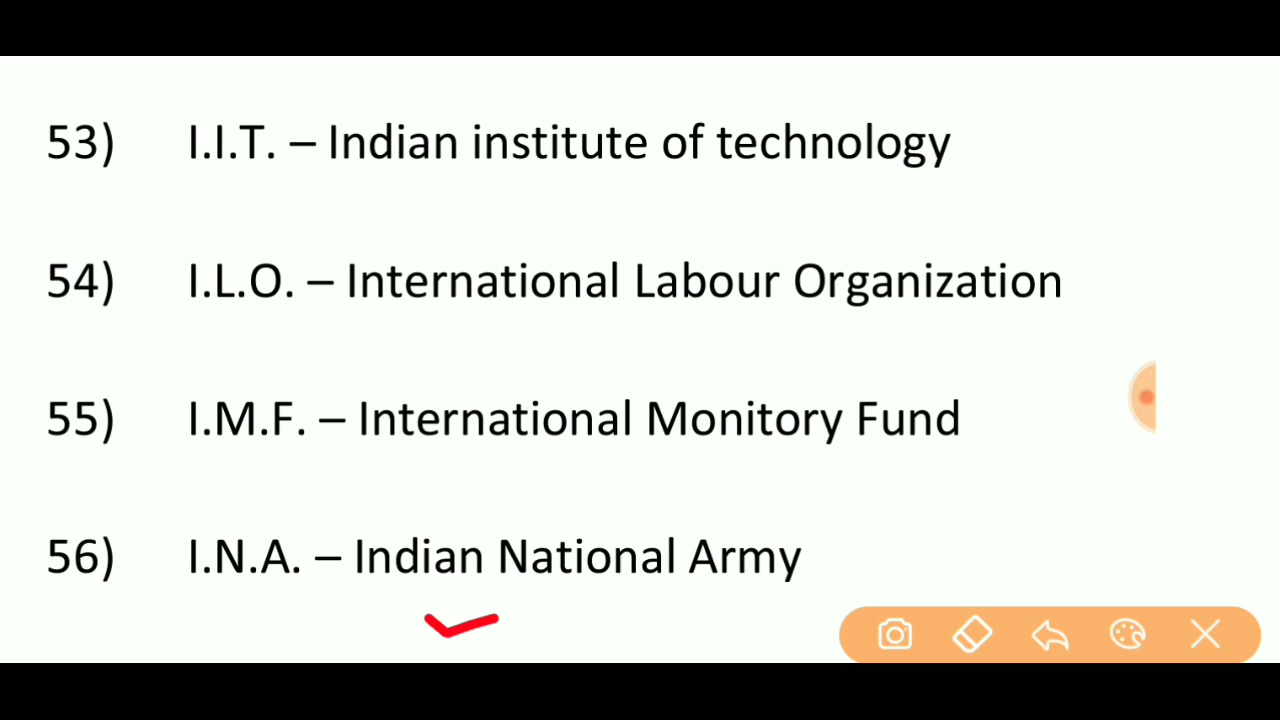 53) I.I.T. – Indian institute of technology
54) I.L.O. – International Labour Organization
55) I.M.F. – International Monitory Fund
56) I.N.A. – Indian National Army